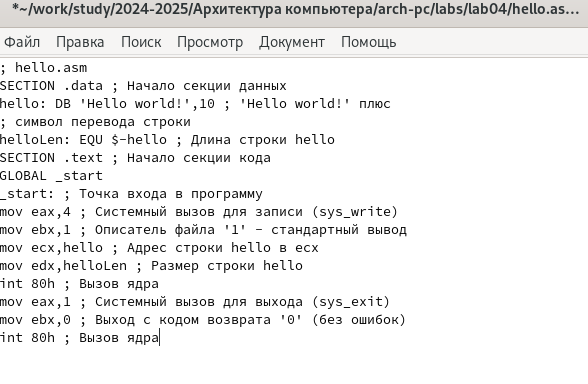 *~/work/study/2024-2025/Архитектура компьютера/arch-pc/labs/lab04/hello.as...
Файл Правка Поиск Просмотр Документ Помощь
; hello.asm
SECTION .data ; Начало секции данных
hello: DB 'Hello world!',10 ; 'Hello world!' плюс
; символ перевода строки
helloLen: EQU $-hello ; Длина строки hello
SECTION .text ; Начало секции кода
GLOBAL _start
_start: ; Точка входа в программу
mov eax,4 ; Системный вызов для записи (sys_write)
mov ebx,1 ; Описатель файла '1' - стандартный вывод
mov ecx,hello ; Адрес строки hello в ecx
mov edx,helloLen ; Размер строки hello
int 80h ; Вызов ядра
mov eax,1 ; Системный вызов для выхода (sys_exit)
mov ebx,0 ; Выход с кодом возврата '0' (без ошибок)
int 80h ; Вызов ядра